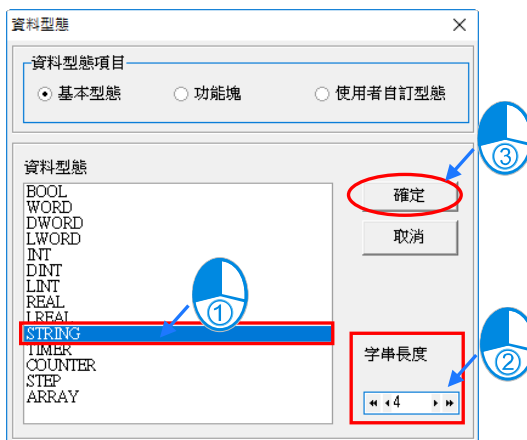 資料型態
資料型態項目
基本型態 功能塊 使用者自訂型態
③
資料型態
BOOL
WORD
DWORD
LWORD
INT
DINT
LINT
REAL
LREAL
STRING
TIMER
COUNTER
STEP
ARRAY
①
確定
取消
字串長度
②
4